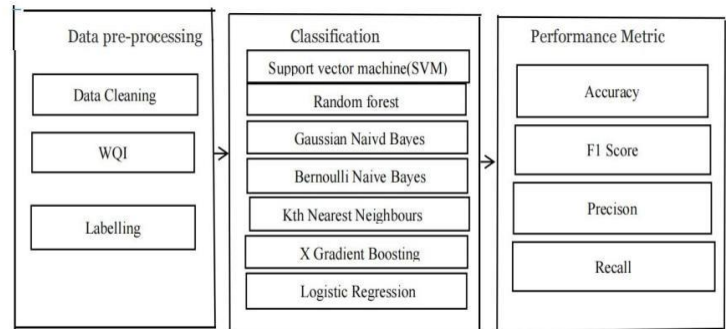 Data pre-processing
Data Cleaning
WQI
Labelling
Classification
Support vector machine(SVM)
Random forest
Gaussian Naivd Bayes
Bernoulli Naive Bayes
Kth Nearest Neighbours
X Gradient Boosting
Logistic Regression
Performance Metric
Accuracy
F1 Score
Precison
Recall